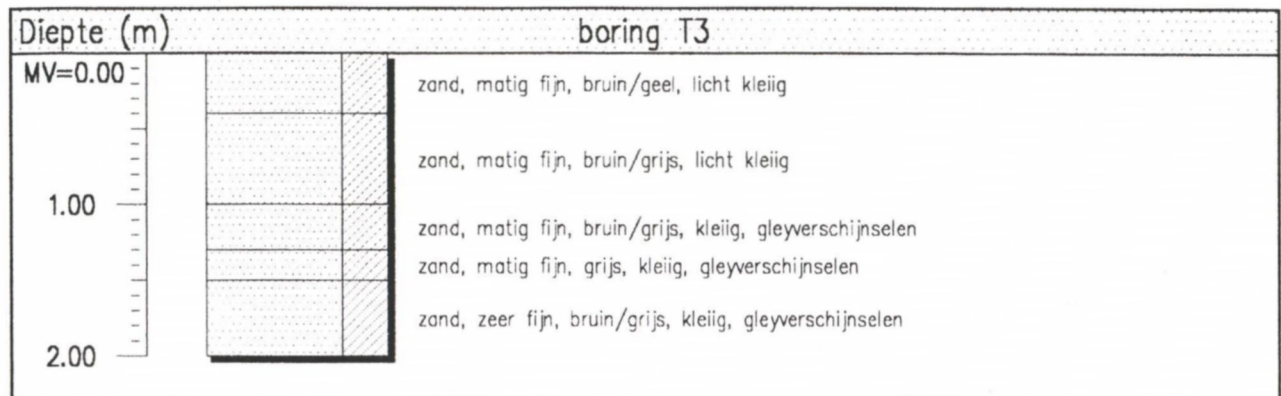 Diepte (m) boring T3
MV=0.00
zand, matig fijn, bruin/geel, licht kleiig
zand, matig fijn, bruin/grijs, licht kleiig
1.00
zand, matig fijn, bruin/grijs, kleiig, gleyverschijnselen
zand, matig fijn, grijs, kleiig, gleyverschijnselen
zand, zeer fijn, bruin/grijs, kleiig, gleyverschijnselen
2.00